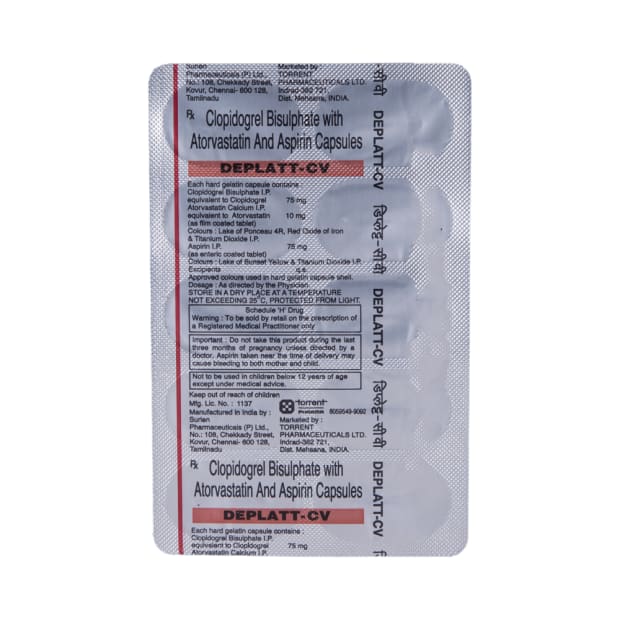 Surien Marketed by :
Pharmaceuticals (P) Ltd., TORRENT
No.: 108, Chekkady Street, PHARMACEUTICALS LTD.
Kovur, Chennai- 600 128, Indrad-382 721,
Tamilnadu Dist. Mehsana, INDIA.
Rx Clopidogrel Bisulphate with
Atorvastatin And Aspirin Capsules
DEPLATT-CV
Each hard gelatin capsule contains :
Clopidogrel Bisulphate I.P.
equivalent to Clopidogrel 75 mg
Atorvastatin Calcium I.P.
equivalent to Atorvastatin 10 mg
(as film coated tablet)
Colours : Lake of Ponceau 4R, Red Oxide of Iron
& Titanium Dioxide I.P.
Aspirin I.P. 75 mg
(as enteric coated tablet)
Colours : Lake of Sunset Yellow & Titanium Dioxide I.P.
Excipients q.s.
Approved colours used in hard gelatin capsule shell.
Dosage : As directed by the Physician.
STORE IN A DRY PLACE AT A TEMPERATURE
NOT EXCEEDING 25°C, PROTECTED FROM LIGHT.
Schedule 'H' Drug
Warning : To be sold by retail on the prescription of
a Registered Medical Practitioner only
Important : Do not take this product during the last
three months of pregnancy unless directed by a
doctor. Aspirin taken near the time of delivery may
cause bleeding to both mother and child.
Not to be used in children below 12 years of age
except under medical advice.
Keep out of reach of children
Mfg. Lic. No. : 1137
torrent
PHARMA
8059549-9092
Manufactured in India by : Marketed by :
Surien TORRENT
Pharmaceuticals (P) Ltd., PHARMACEUTICALS LTD.
No.: 108, Chekkady Street, Indrad-382 721,
Kovur, Chennai- 600 128, Dist. Mehsana, INDIA.
Tamilnadu
Rx Clopidogrel Bisulphate with
Atorvastatin And Aspirin Capsules
DEPLATT-CV
Each hard gelatin capsule contains :
Clopidogrel Bisulphate I.P.
equivalent to Clopidogrel 75 mg
Atorvastatin Calcium I.P.
-सीवी
DEPLATT-CV
डिप्लेट-सीवी
DEPLATT-CV
डिप्लेट-सीवी
DEPLATT-CV